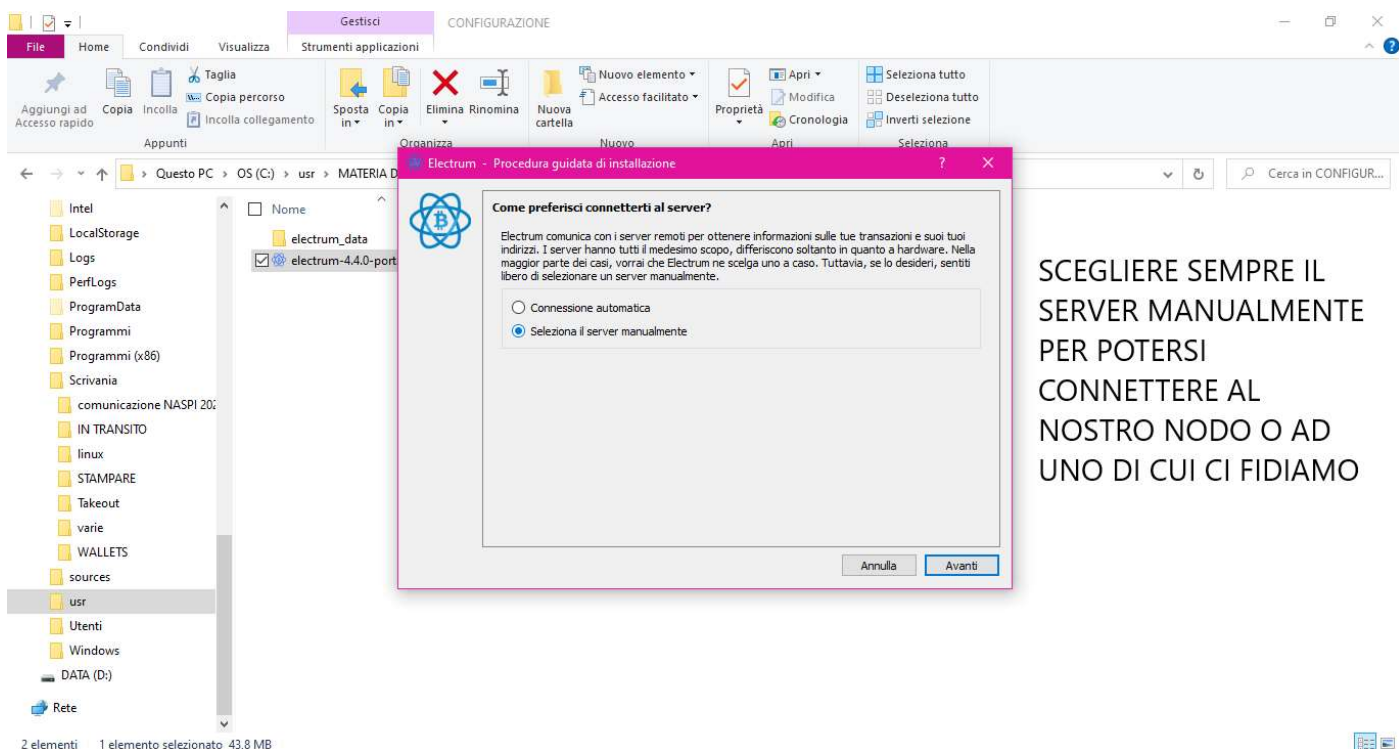 Gestisci
CONFIGURAZIONE
File
Home
Condividi
Visualizza
Strumenti applicazioni
Aggiungi ad
Accesso rapido
Copia
Incolla
Taglia
Copia percorso
Incolla collegamento
Appunti
Sposta
in
Copia
in
Elimina
Rinomina
Organizza
Nuova
cartella
Nuovo elemento
Accesso facilitato
Nuovo
Proprietà
Apri
Modifica
Cronologia
Apri
Seleziona tutto
Deseleziona tutto
Inverti selezione
Seleziona
Questo PC > OS (C:) > usr > MATERIA D
Cerca in CONFIGUR...
Intel
LocalStorage
Logs
PerfLogs
ProgramData
Programmi
Programmi (x86)
Scrivania
comunicazione NASPI 202
IN TRANSITO
linux
STAMPARE
Takeout
varie
WALLETS
sources
usr
Utenti
Windows
DATA (D:)
Rete
Nome
electrum_data
electrum-4.4.0-port
Electrum - Procedura guidata di installazione
Come preferisci connetterti al server?
Electrum comunica con i server remoti per ottenere informazioni sulle tue transazioni e suoi tuoi
indirizzi. I server hanno tutti il medesimo scopo, differiscono soltanto in quanto a hardware. Nella
maggior parte dei casi, vorrai che Electrum ne scelga uno a caso. Tuttavia, se lo desideri, sentiti
libero di selezionare un server manualmente.
Connessione automatica
Seleziona il server manualmente
Annulla
Avanti
SCEGLIERE SEMPRE IL
SERVER MANUALMENTE
PER POTERSI
CONNETTERE AL
NOSTRO NODO O AD
UNO DI CUI CI FIDIAMO
2 elementi
1 elemento selezionato 43.8 MB